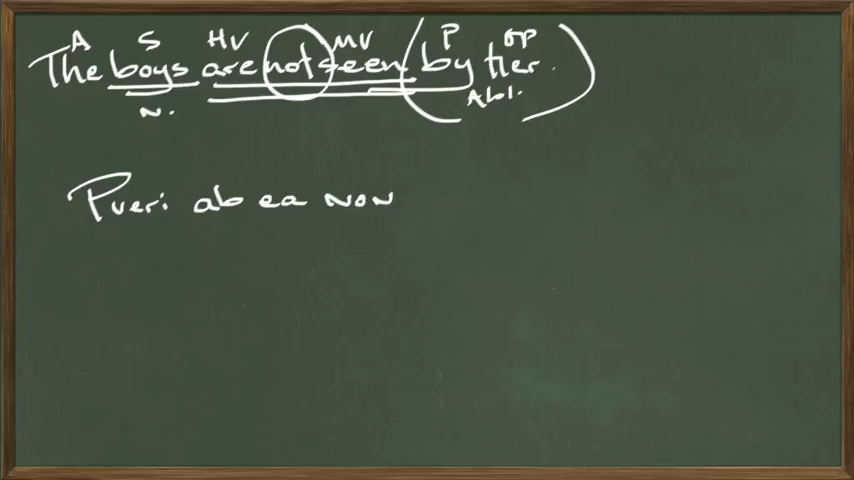 A S HV MV P OP
The boys are not seen by her.
N. Abl.
Pueri ab ea non